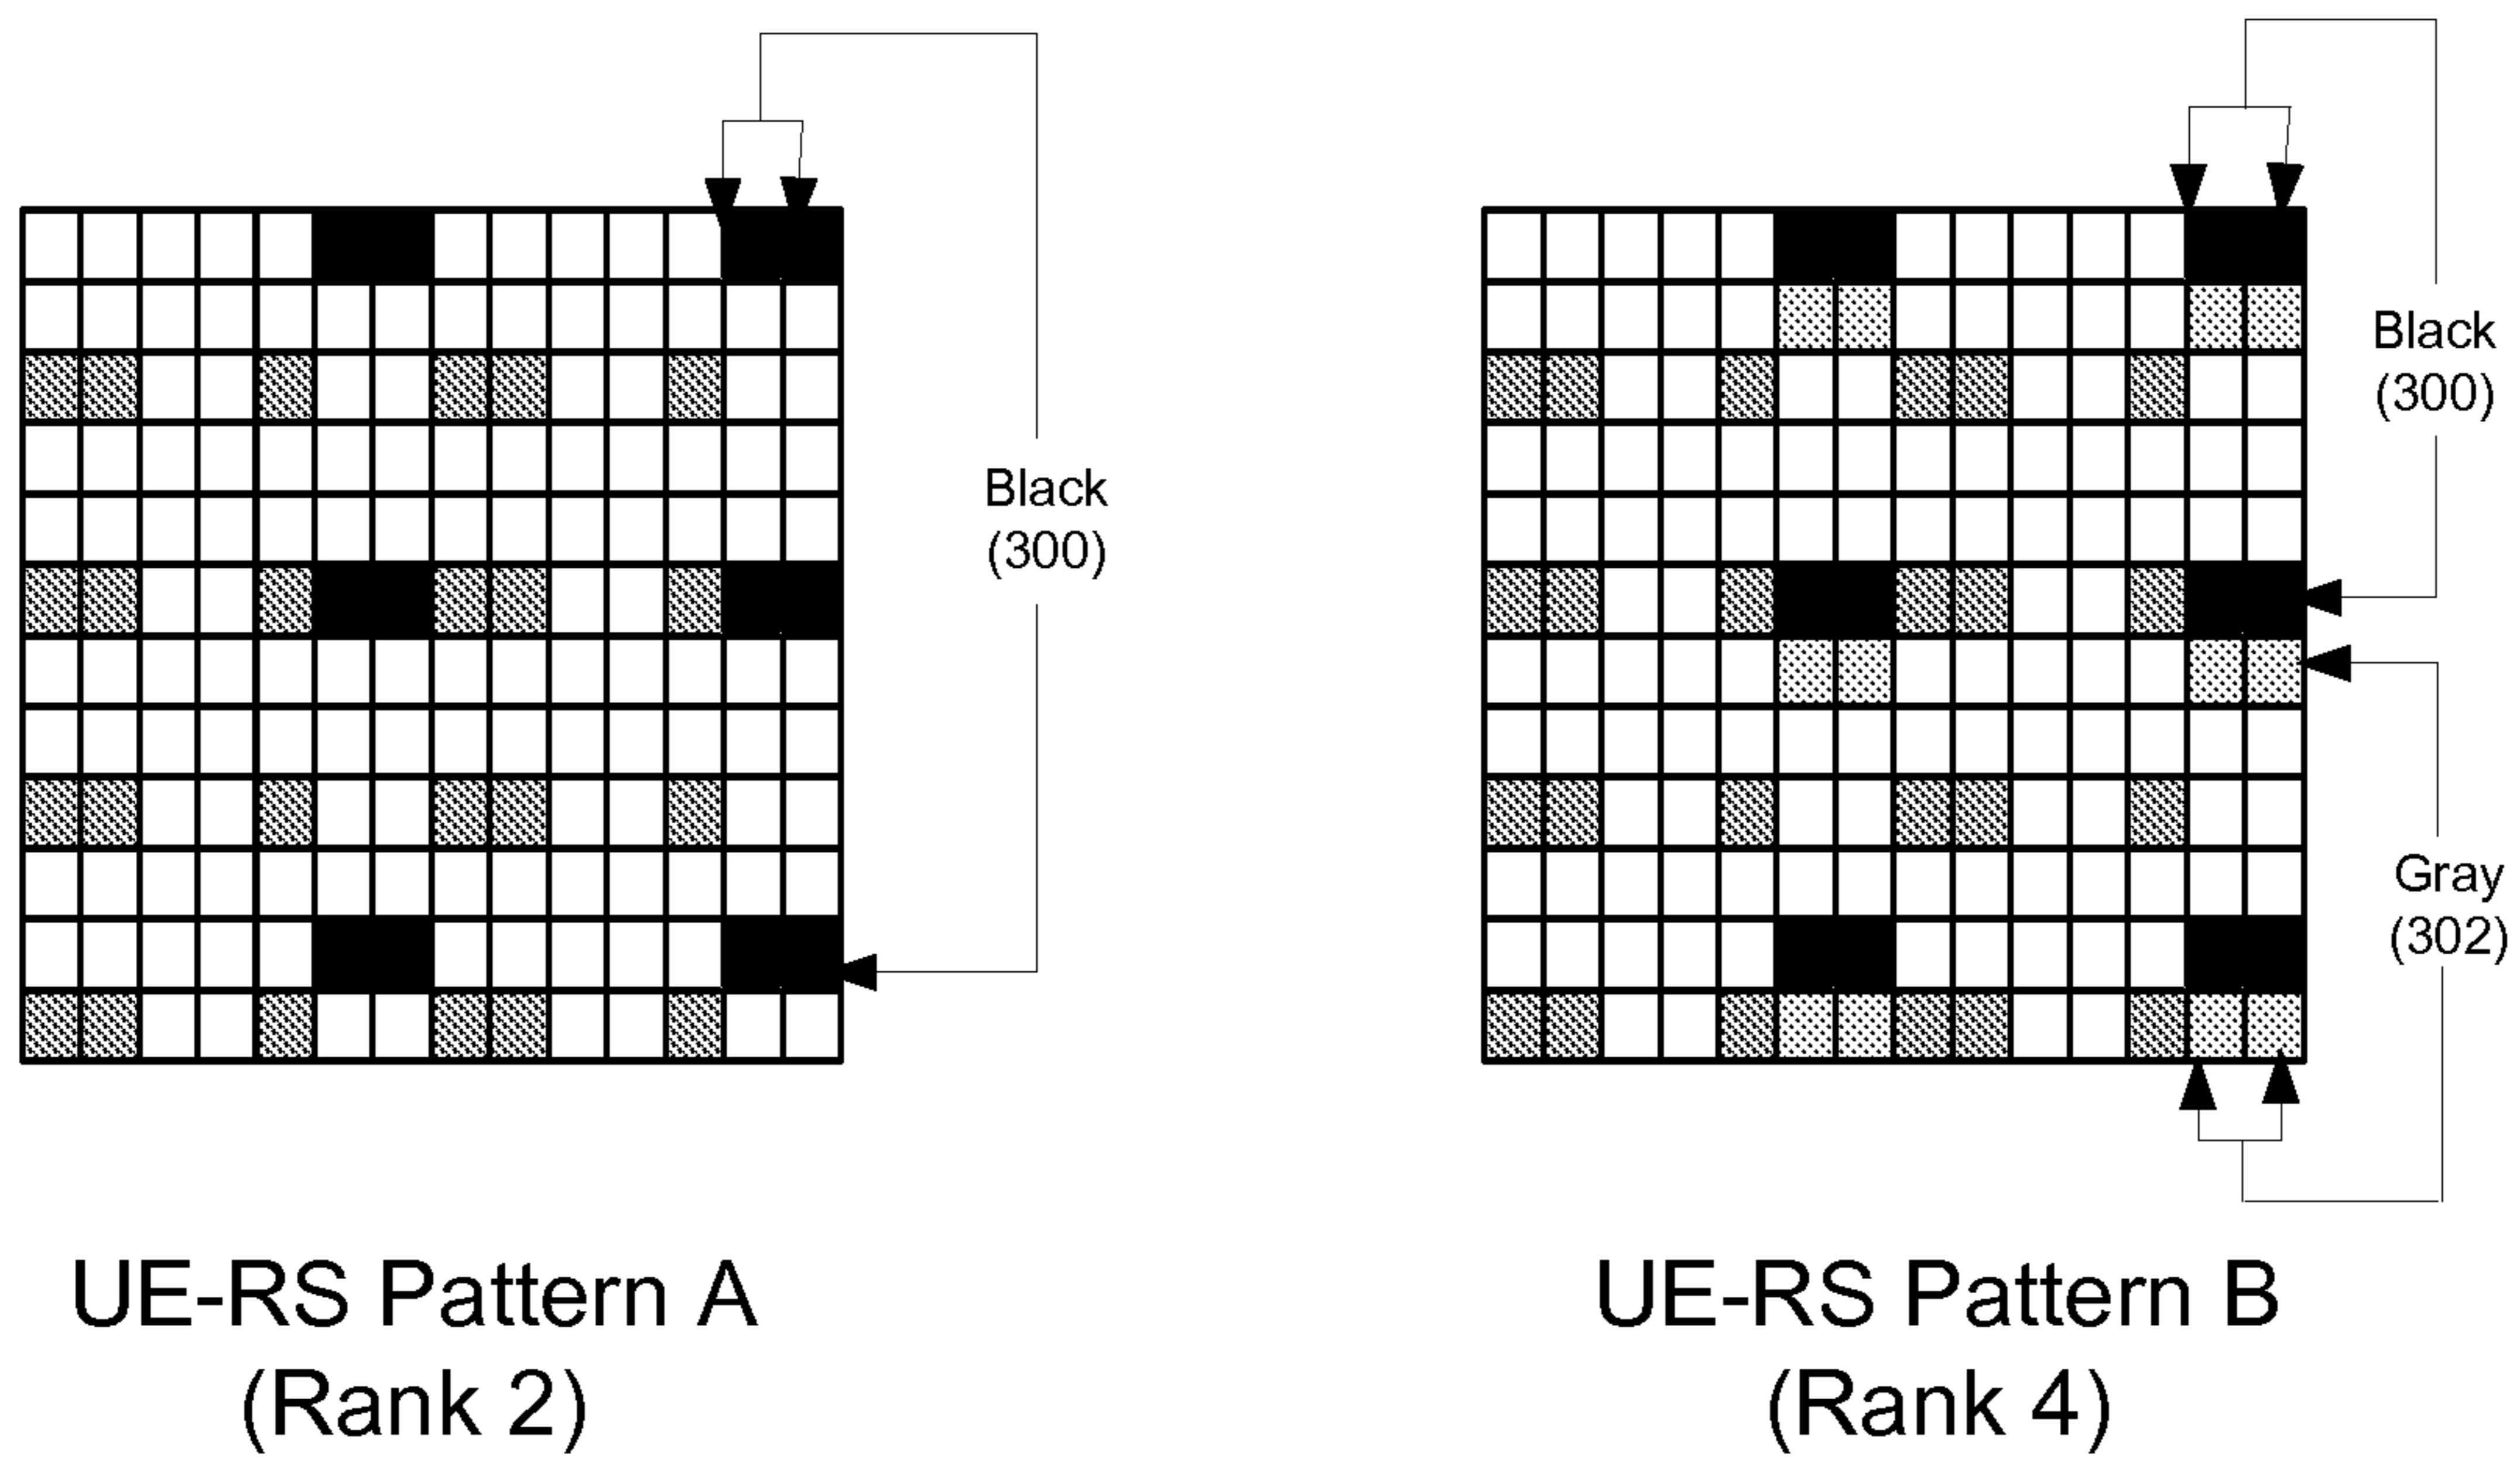 Black
(300)
Black
(300)
Gray
(302)
UE-RS Pattern A
(Rank 2)
UE-RS Pattern B
(Rank 4)